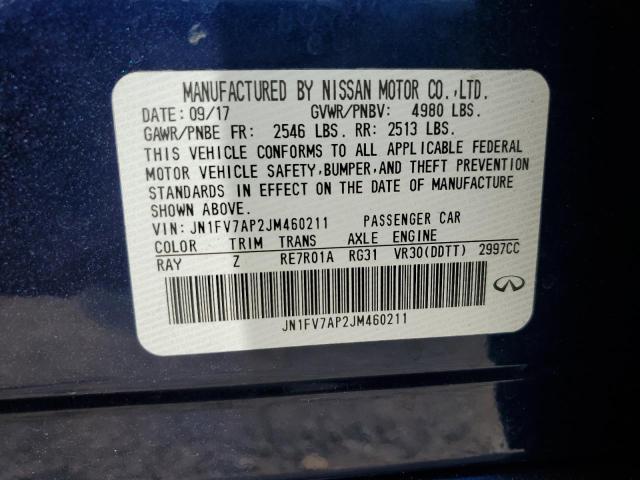 MANUFACTURED BY NISSAN MOTOR CO.,LTD.
DATE: 09/17 GVWR/PNBV: 4980 LBS.
GAWR/PNBE FR: 2546 LBS. RR: 2513 LBS.
THIS VEHICLE CONFORMS TO ALL APPLICABLE FEDERAL
MOTOR VEHICLE SAFETY,BUMPER,AND THEFT PREVENTION
STANDARDS IN EFFECT ON THE DATE OF MANUFACTURE
SHOWN ABOVE.
VIN: JN1FV7AP2JM460211 PASSENGER CAR
COLOR TRIM TRANS AXLE ENGINE
RAY Z RE7R01A RG31 VR30(DDTT) 2997CC
JN1FV7AP2JM460211